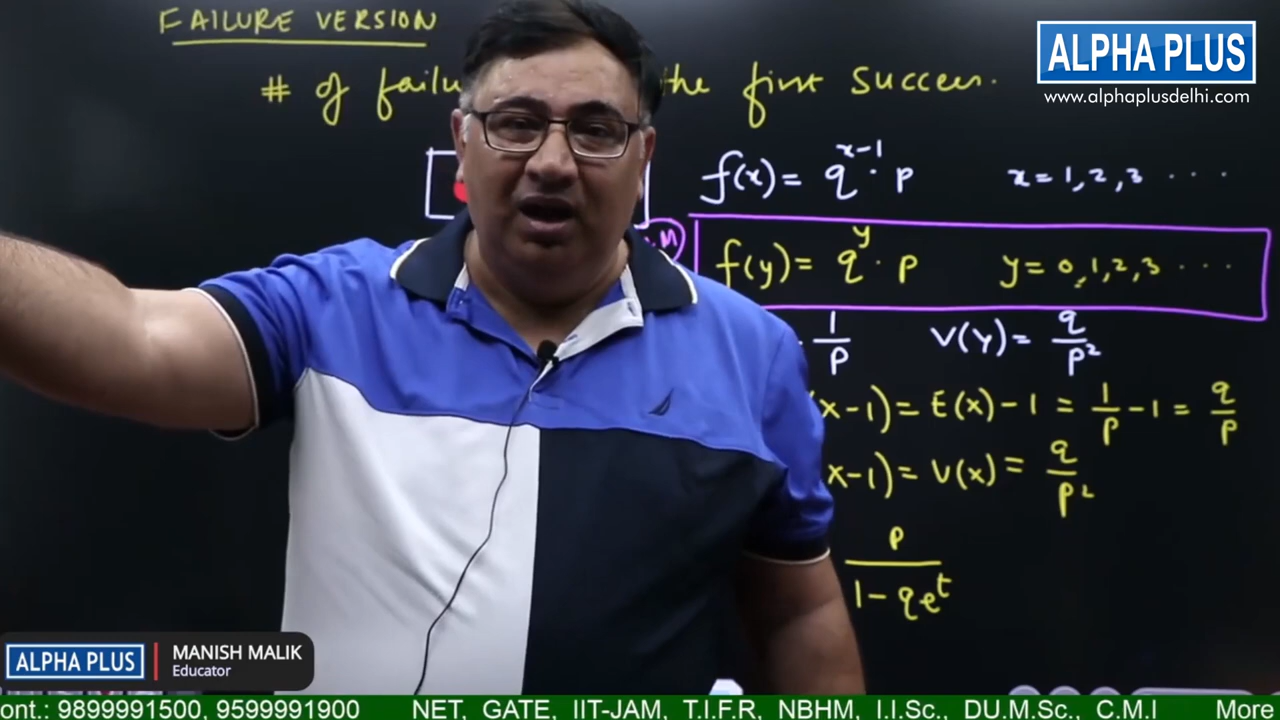 FAILURE VERSION
# of the first success.
ALPHA PLUS
www.alphaplusdelhi.com
f(x) = q^{x-1} · p x = 1, 2, 3 ....
f(y) = q^y · p y = 0, 1, 2, 3 ....
1/p V(Y) = q/p²
x-1) = E(x) - 1 = 1/p - 1 = q/p
x-1) = V(x) = q/p²
p/(1 - qe^t)
ALPHA PLUS | MANISH MALIK
Educator
ont.: 9899991500, 9599991900 NET, GATE, IIT-JAM, T.I.F.R, NBHM, I.I.Sc., DU.M.Sc., C.M.I More